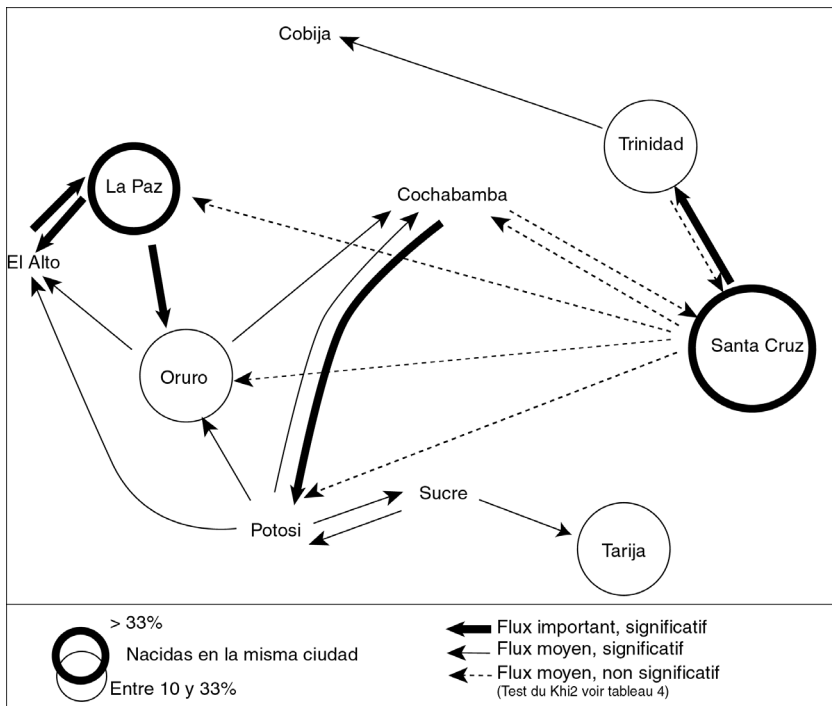 Cobija
Trinidad
La Paz
Cochabamba
El Alto
Santa Cruz
Oruro
Sucre
Potosi
Tarija
> 33%
Nacidas en la misma ciudad
Entre 10 y 33%
Flux important, significatif
Flux moyen, significatif
Flux moyen, non significatif
(Test du Khi2 voir tableau 4)